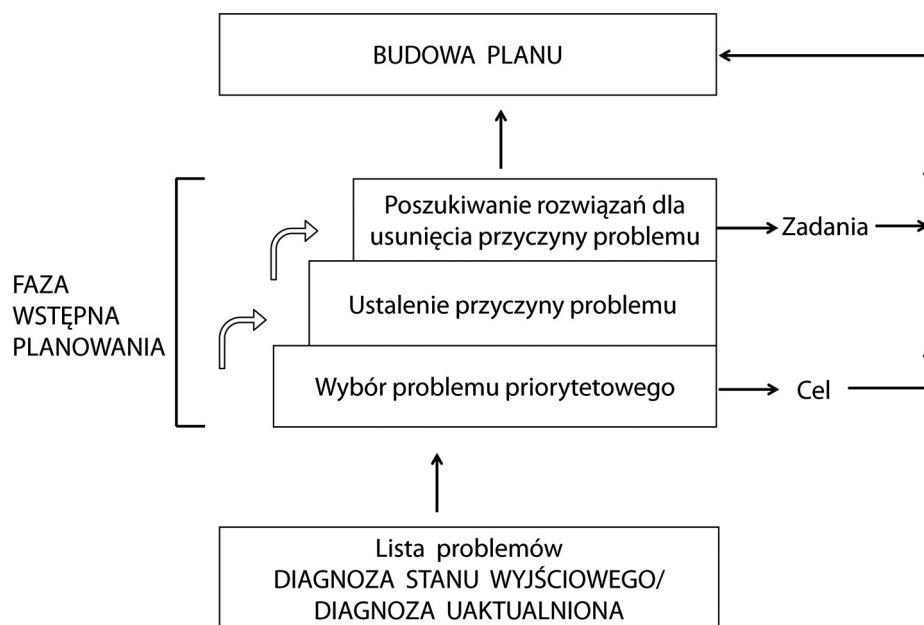 BUDOWA PLANU
Poszukiwanie rozwiązań dla
usunięcia przyczyny problemu
Zadania
Ustalenie przyczyny problemu
FAZA
WSTĘPNA
PLANOWANIA
Wybór problemu priorytetowego
Cel
Lista problemów
DIAGNOZA STANU WYJŚCIOWEGO/
DIAGNOZA UAKTUALNIONA